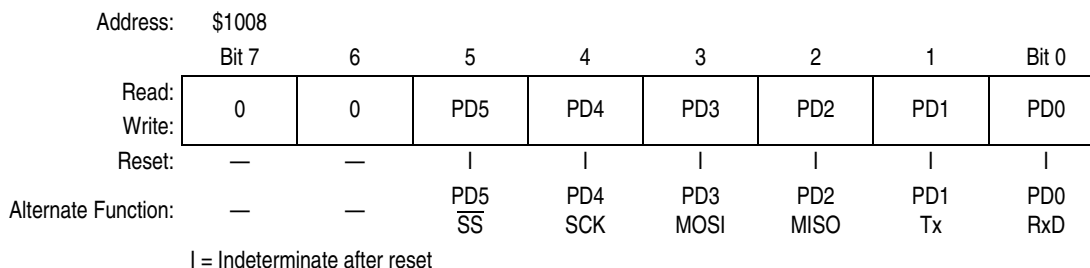 Address: $1008
Bit 7 6 5 4 3 2 1 Bit 0
Read:
Write:
0 0 PD5 PD4 PD3 PD2 PD1 PD0
Reset: — — I I I I I I
Alternate Function: — — PD5 PD4 PD3 PD2 PD1 PD0
SS SCK MOSI MISO Tx RxD
I = Indeterminate after reset